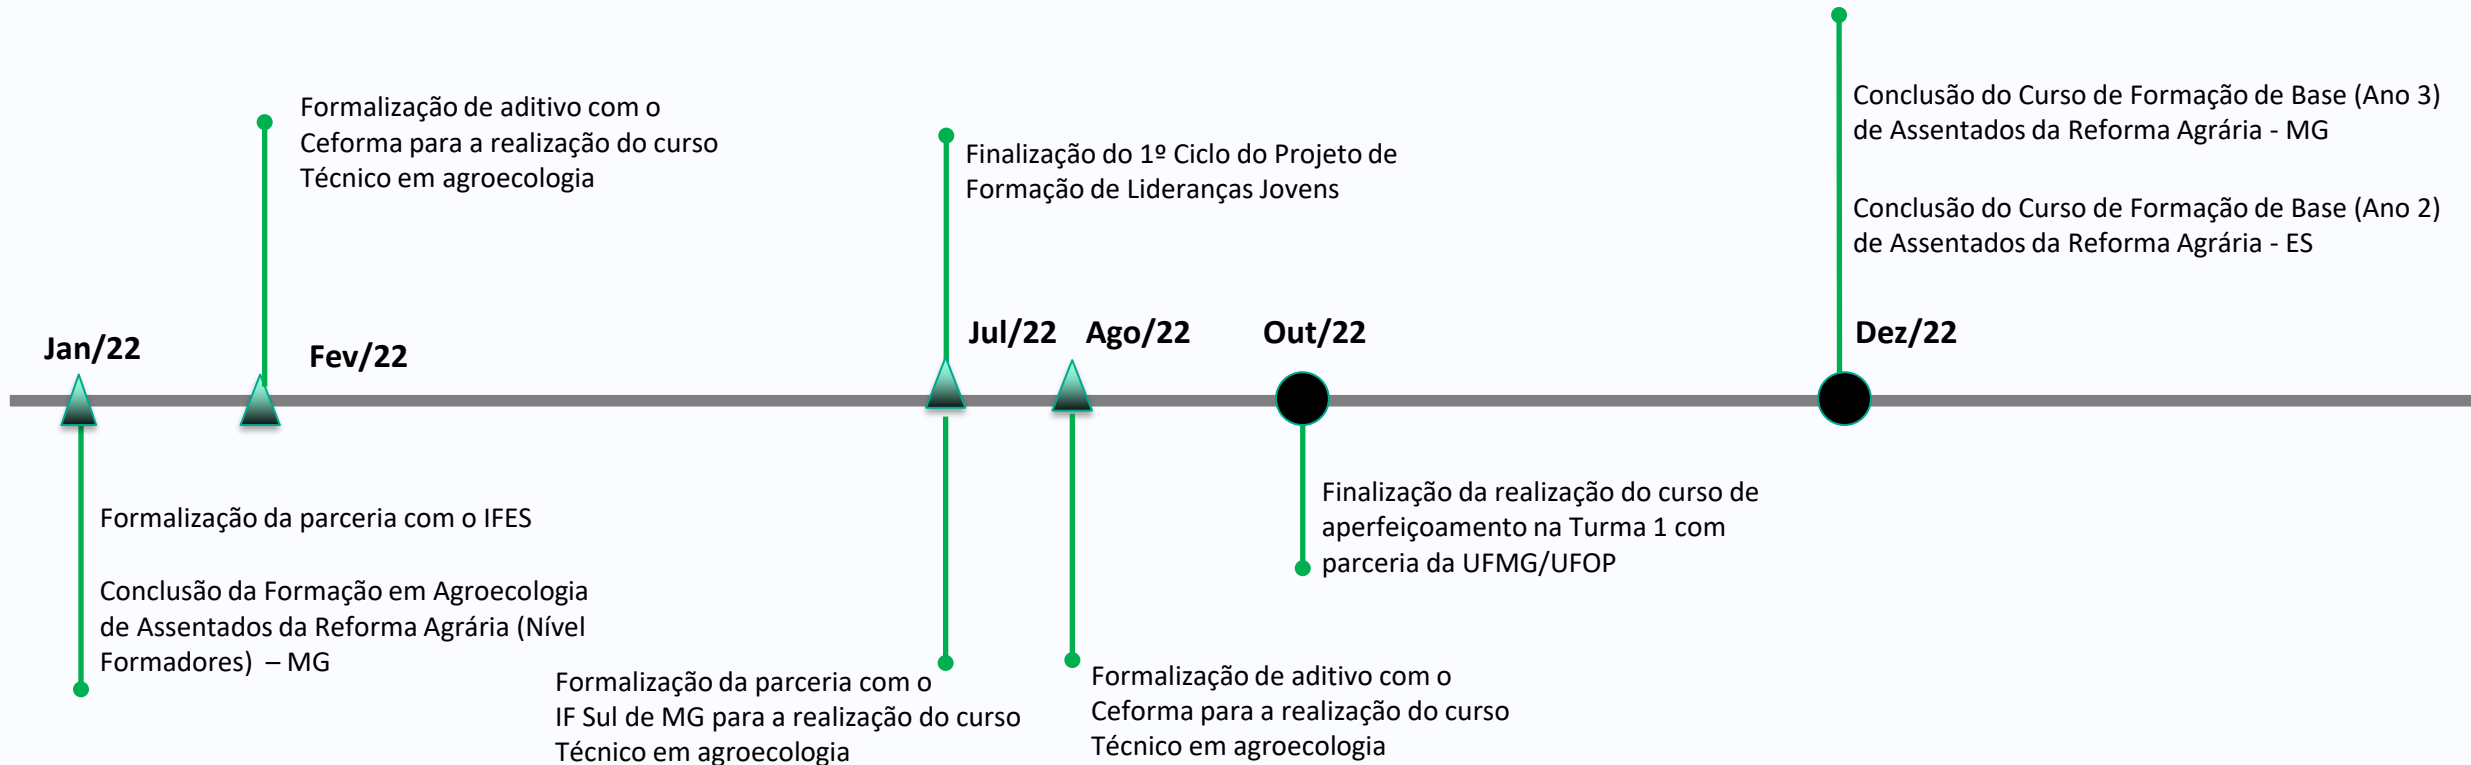 Jan/22
Formalização da parceria com o IFES
Conclusão da Formação em Agroecologia
de Assentados da Reforma Agrária (Nível
Formadores) – MG
Fev/22
Formalização de aditivo com o
Ceforma para a realização do curso
Técnico em agroecologia
Jul/22
Finalização do 1º Ciclo do Projeto de
Formação de Lideranças Jovens
Formalização da parceria com o
IF Sul de MG para a realização do curso
Técnico em agroecologia
Ago/22
Formalização de aditivo com o
Ceforma para a realização do curso
Técnico em agroecologia
Out/22
Finalização da realização do curso de
aperfeiçoamento na Turma 1 com
parceria da UFMG/UFOP
Dez/22
Conclusão do Curso de Formação de Base (Ano 3)
de Assentados da Reforma Agrária - MG
Conclusão do Curso de Formação de Base (Ano 2)
de Assentados da Reforma Agrária - ES